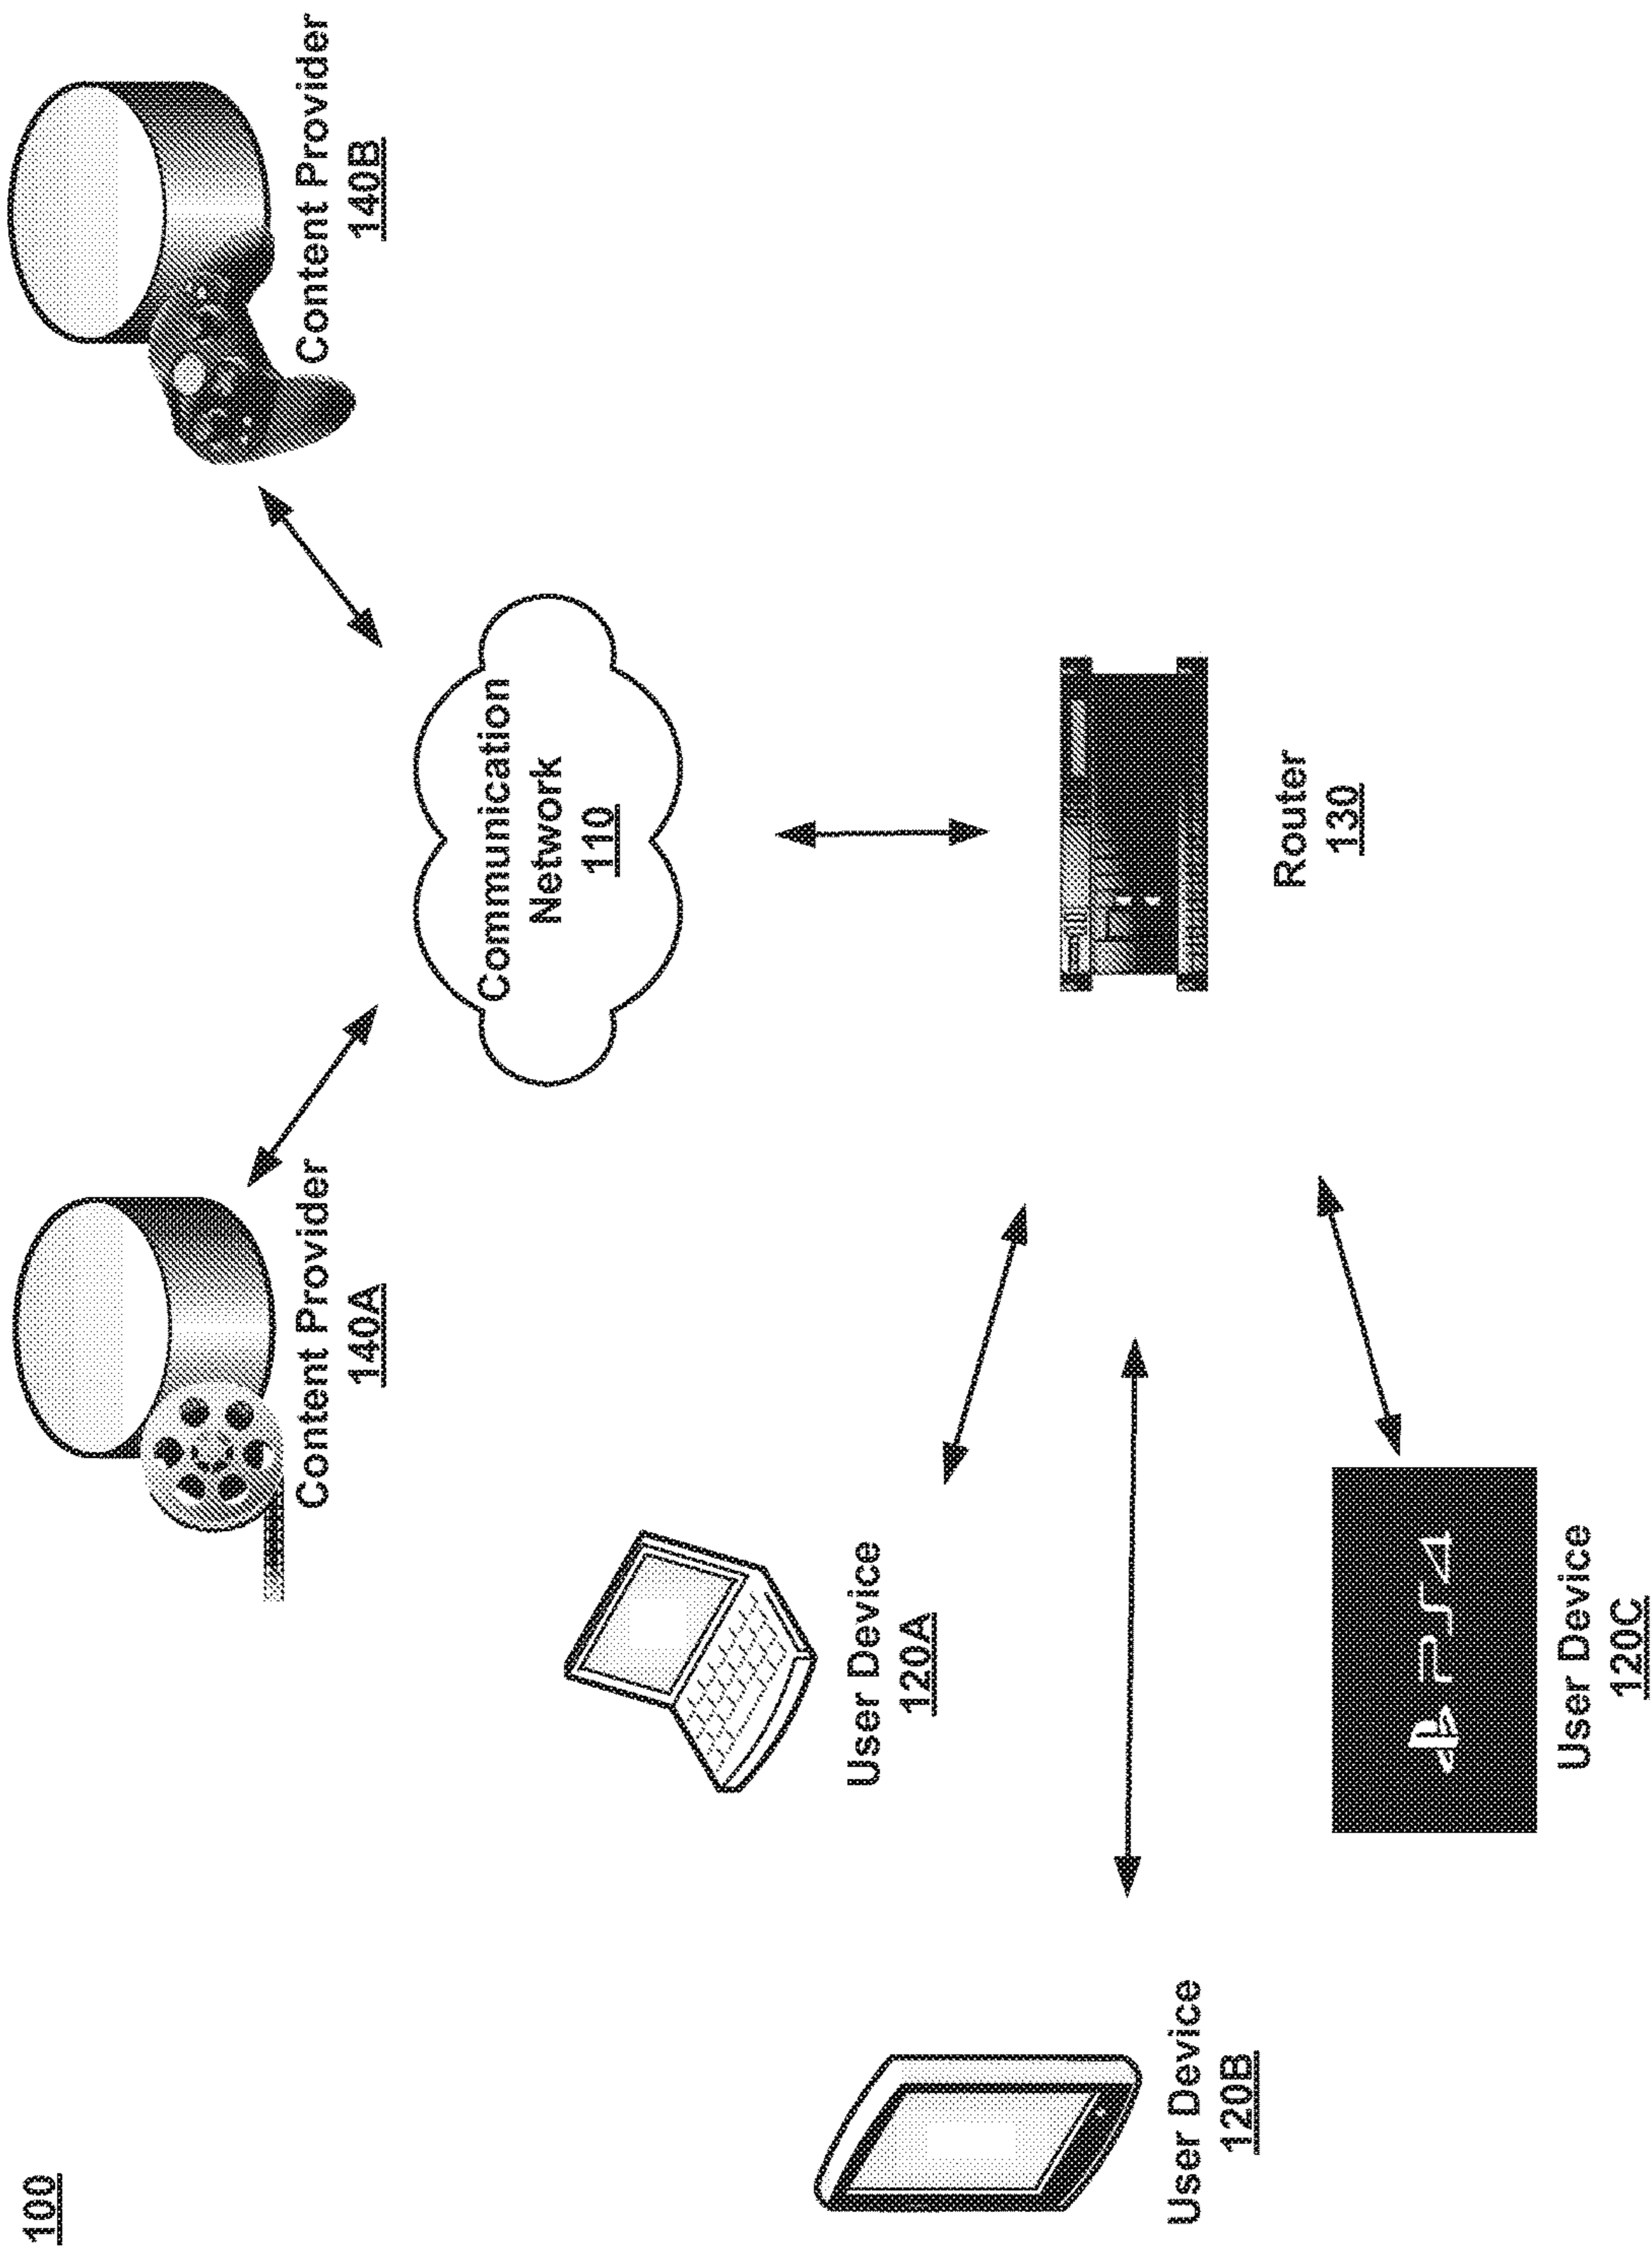 100
Content Provider
140A
Content Provider
140B
Communication
Network
110
User Device
120A
User Device
120B
Router
130
PS4
User Device
120C